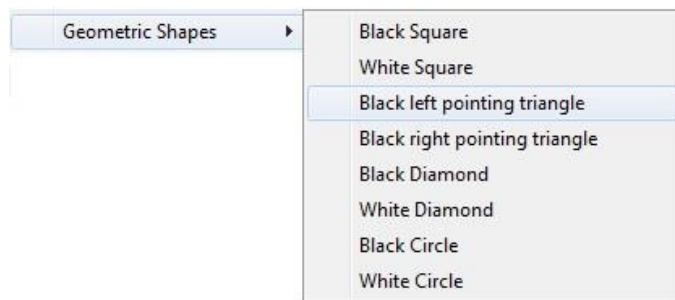 Geometric Shapes
Black Square
White Square
Black left pointing triangle
Black right pointing triangle
Black Diamond
White Diamond
Black Circle
White Circle